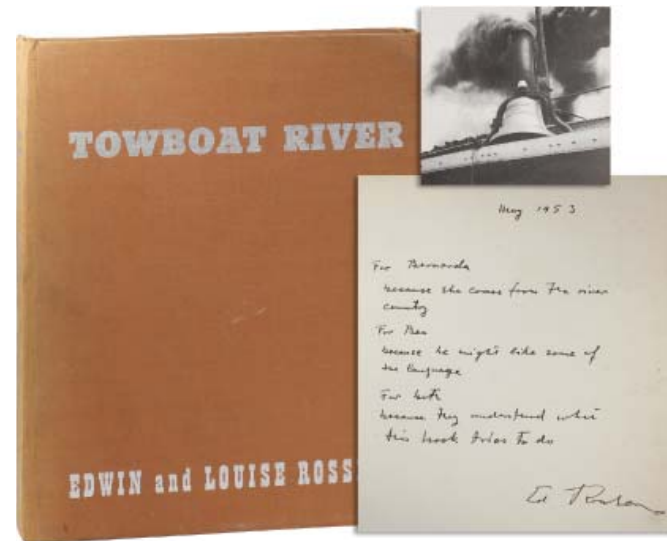 TOWBOAT RIVER
EDWIN and LOUISE ROSS
May 1953
For Bernarda
because she comes from the river
country
For Ben
because he might like some of
the language
For both
because they understand what
this book tries to do
Ed